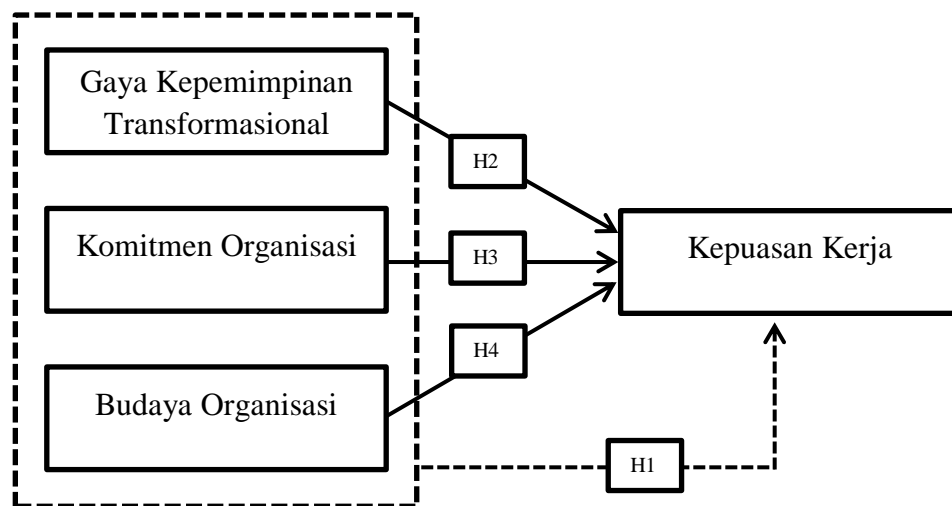 Gaya Kepemimpinan
Transformasional
H2
Komitmen Organisasi
H3
Kepuasan Kerja
H4
Budaya Organisasi
H1